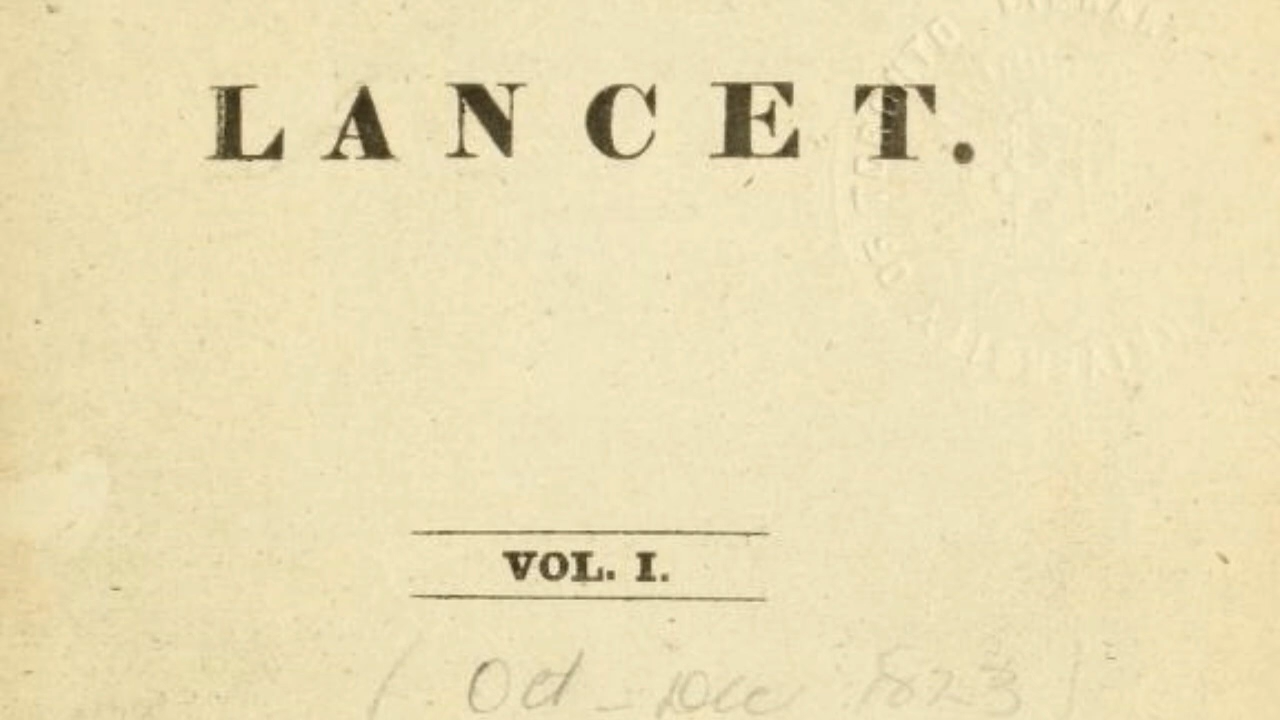 LANCET.
VOL. I.
(Oct - Dec 1823)